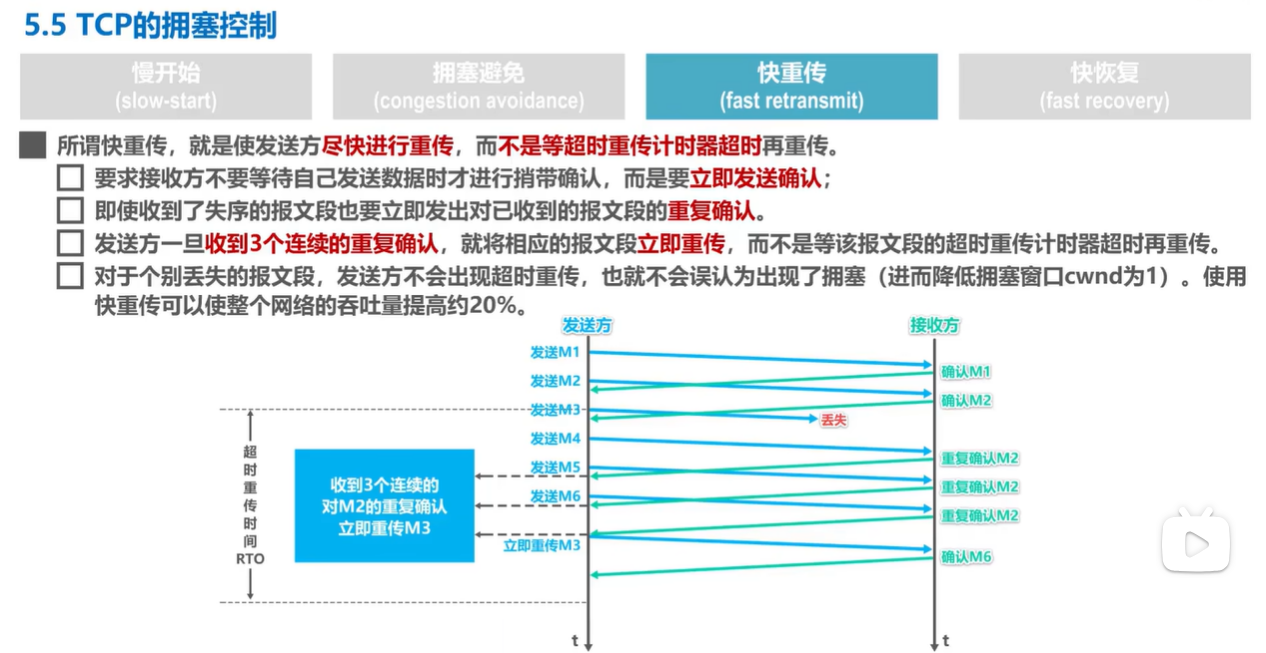 5.5 TCP的拥塞控制
慢开始
(slow-start)
拥塞避免
(congestion avoidance)
快重传
(fast retransmit)
快恢复
(fast recovery)
所谓快重传，就是使发送方尽快进行重传，而不是等超时重传计时器超时再重传。
要求接收方不要等待自己发送数据时才进行捎带确认，而是要立即发送确认；
即使收到了失序的报文段也要立即发出对已收到的报文段的重复确认。
发送方一旦收到3个连续的重复确认，就将相应的报文段立即重传，而不是等该报文段的超时重传计时器超时再重传。
对于个别丢失的报文段，发送方不会出现超时重传，也就不会误认为出现了拥塞（进而降低拥塞窗口cwnd为1）。使用
快重传可以使整个网络的吞吐量提高约20%。
发送方
接收方
发送M1
确认M1
发送M2
确认M2
发送M3
丢失
发送M4
重复确认M2
发送M5
重复确认M2
发送M6
重复确认M2
立即重传M3
确认M6
超时重传时间
RTO
收到3个连续的
对M2的重复确认
立即重传M3
t
t